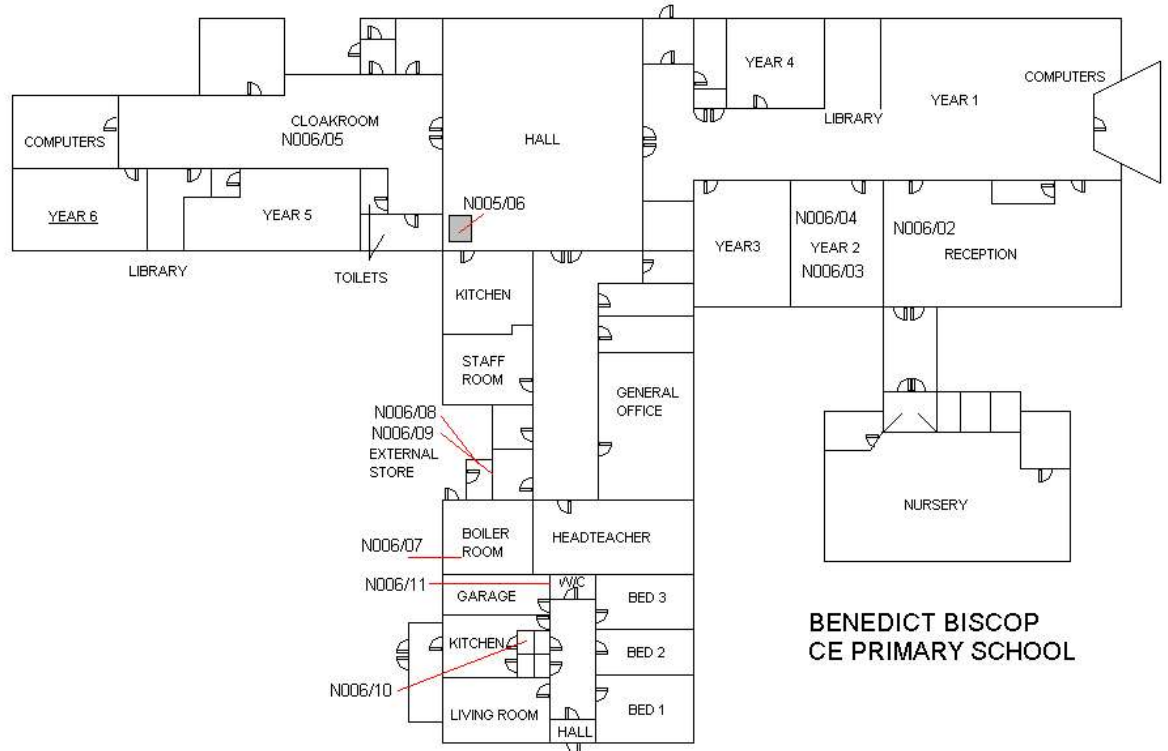 YEAR 4
COMPUTERS
YEAR 1
CLOAKROOM
N006/05
LIBRARY
HALL
COMPUTERS
N005/06
YEAR 6
YEAR 5
N006/04
N006/02
YEAR3
YEAR 2
RECEPTION
N006/03
LIBRARY
TOILETS
KITCHEN
STAFF
ROOM
GENERAL
OFFICE
N006/08
N006/09
EXTERNAL
STORE
NURSERY
BOILER
ROOM
HEADTEACHER
N006/07
N006/11
W/C
GARAGE
BED 3
BENEDICT BISCOP
CE PRIMARY SCHOOL
KITCHEN
BED 2
N006/10
LIVING ROOM
BED 1
HALL